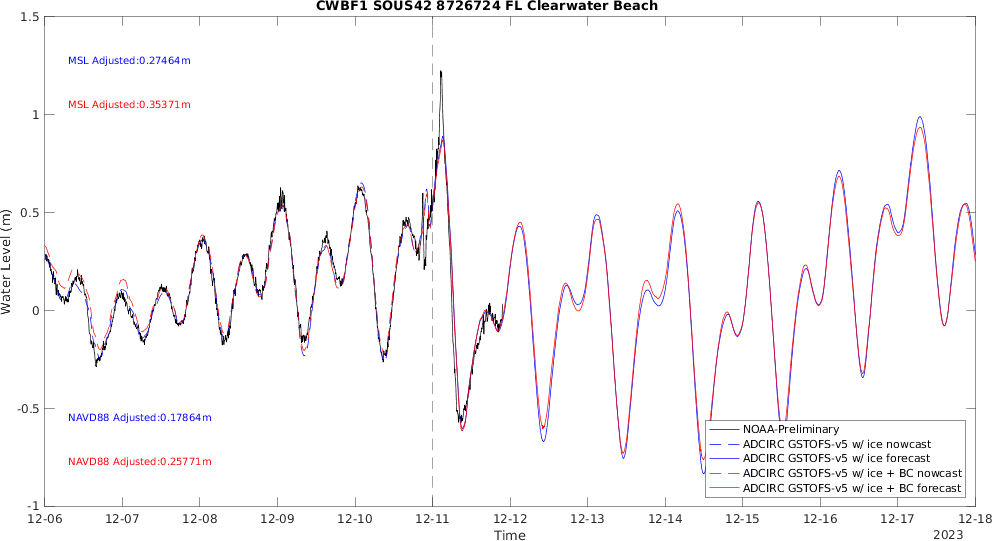 CWBF1 SOUS42 8726724 FL Clearwater Beach
1.5
MSL Adjusted:0.27464m
MSL Adjusted:0.35371m
1
0.5
Water Level (m)
0
-0.5
NAVD88 Adjusted:0.17864m
NAVD88 Adjusted:0.25771m
NOAA-Preliminary
ADCIRC GSTOFS-v5 w/ ice nowcast
ADCIRC GSTOFS-v5 w/ ice forecast
ADCIRC GSTOFS-v5 w/ ice + BC nowcast
ADCIRC GSTOFS-v5 w/ ice + BC forecast
-1
12-06 12-07 12-08 12-09 12-10 12-11 12-12 12-13 12-14 12-15 12-16 12-17 12-18
Time
2023